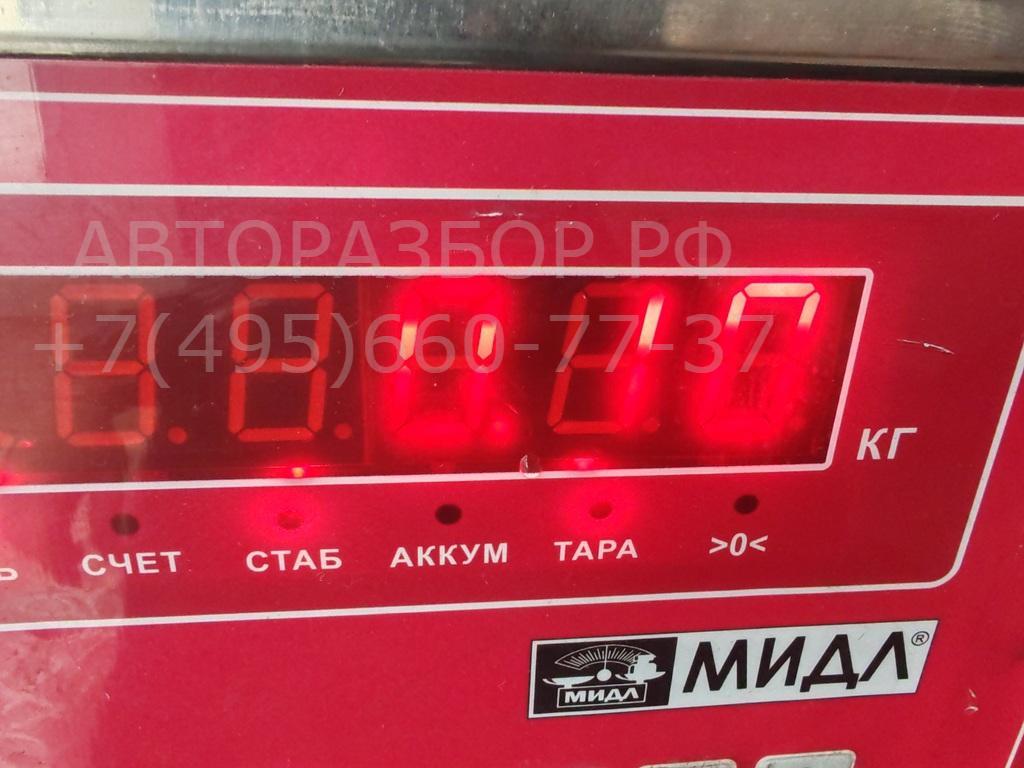 АВТОРАЗБОР.РФ
+7(495)660-77-37
КГ
СЧЕТ СТАБ АККУМ ТАРА >0<
МИДЛ МИДЛ®